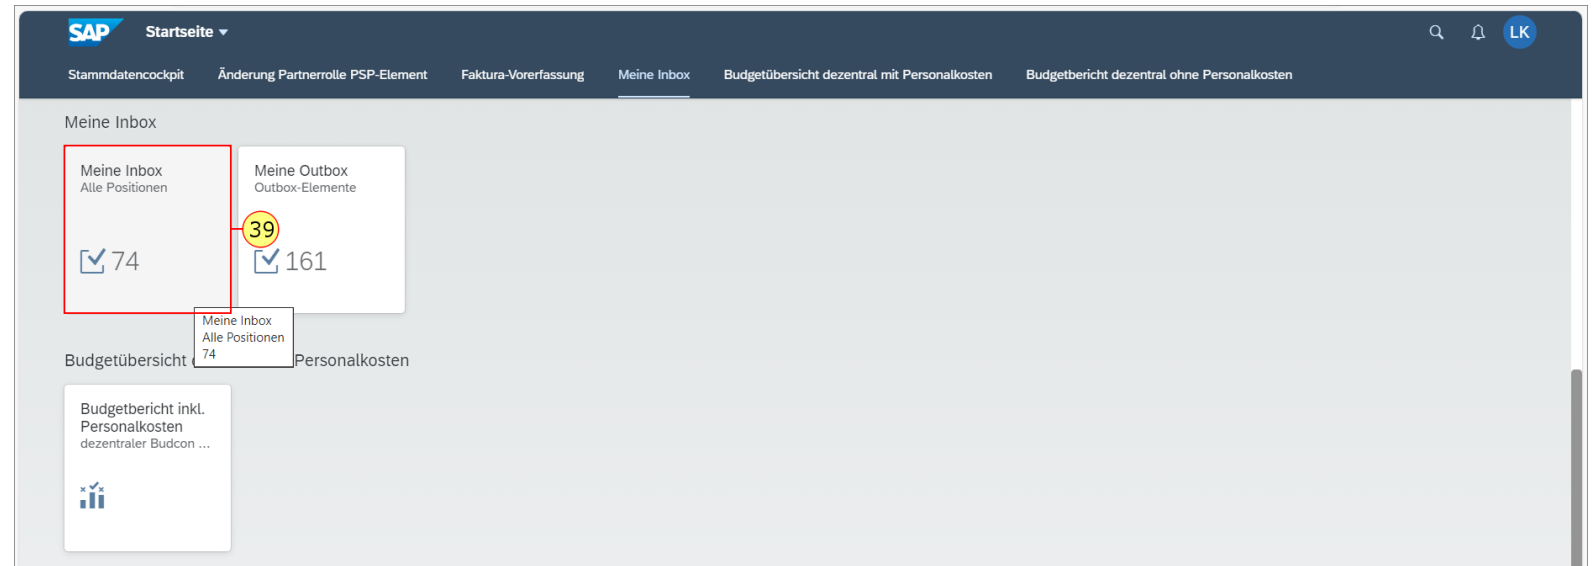 SAP Startseite
LK
Stammdatencockpit Änderung Partnerrolle PSP-Element Faktura-Vorerfassung Meine Inbox Budgetübersicht dezentral mit Personalkosten Budgetbericht dezentral ohne Personalkosten
Meine Inbox
Meine Inbox
Alle Positionen
74
Meine Outbox
Outbox-Elemente
39
161
Meine Inbox
Alle Positionen
74
Budgetübersicht Personalkosten
Budgetbericht inkl.
Personalkosten
dezentraler Budcon ...